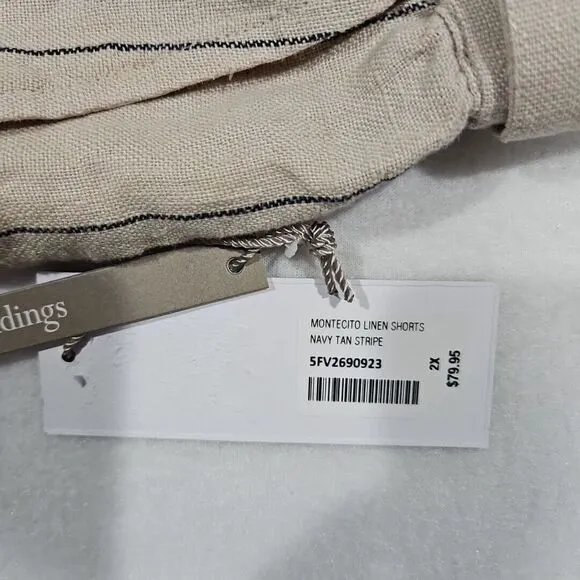 dings
MONTECITO LINEN SHORTS
NAVY TAN STRIPE
5FV2690923
2X
$79.95